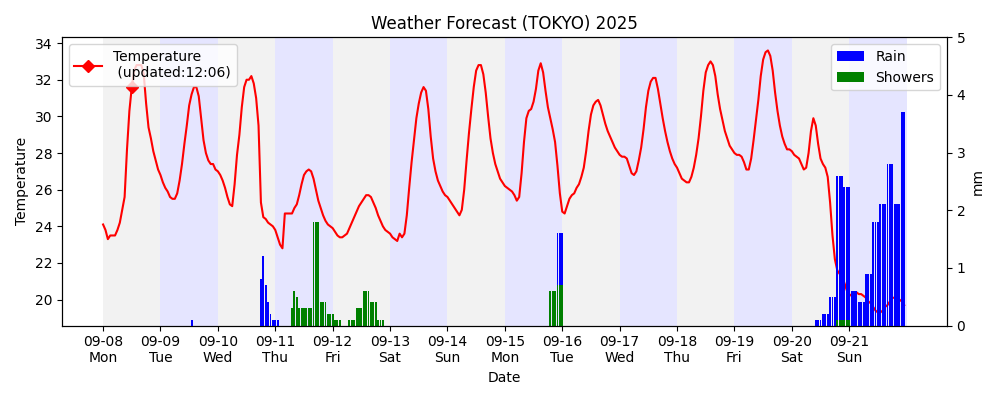 Weather Forecast (TOKYO) 2025
Temperature
(updated:12:06)
Rain
Showers
Temperature
34
32
30
28
26
24
22
20
mm
5
4
3
2
1
0
09-08 09-09 09-10 09-11 09-12 09-13 09-14 09-15 09-16 09-17 09-18 09-19 09-20 09-21
Mon Tue Wed Thu Fri Sat Sun Mon Tue Wed Thu Fri Sat Sun
Date